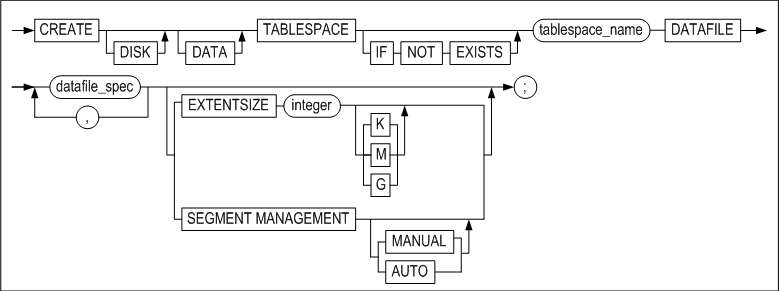 CREATE DISK DATA TABLESPACE IF NOT EXISTS tablespace_name DATAFILE
datafile_spec , EXTENTSIZE integer K M G ;
SEGMENT MANAGEMENT MANUAL AUTO